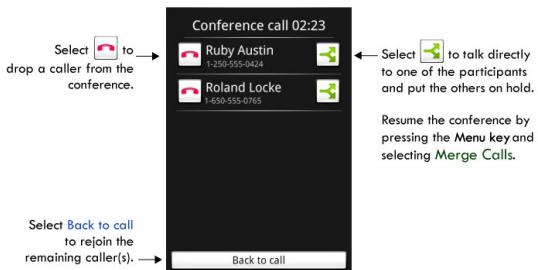 Conference call 02:23
Select to
drop a caller from the
conference.
Ruby Austin
1-250-555-0424
Roland Locke
1-650-555-0765
Select to talk directly
to one of the participants
and put the others on hold.
Resume the conference by
pressing the Menu key and
selecting Merge Calls.
Select Back to call
to rejoin the
remaining caller(s).
Back to call